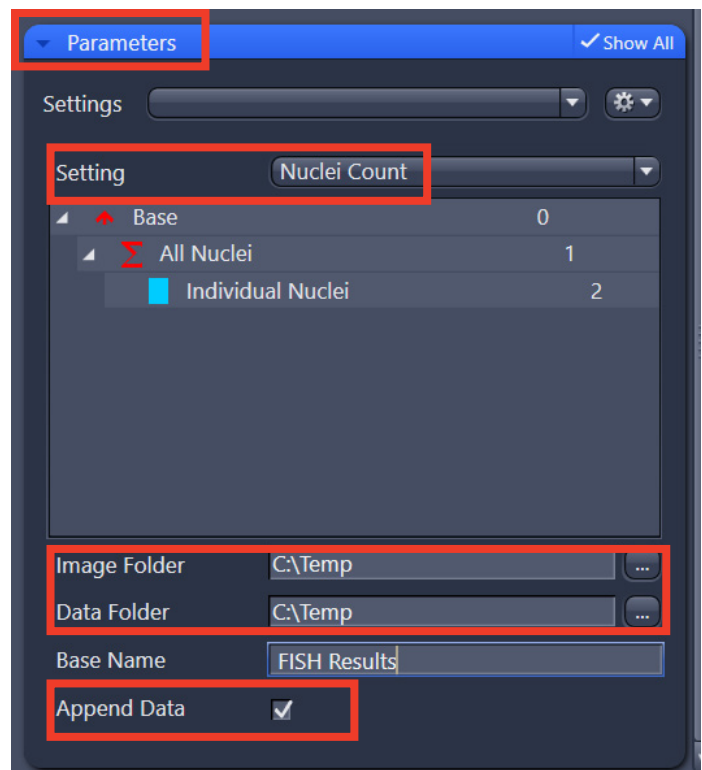 Parameters Show All
Settings
Setting Nuclei Count
Base 0
All Nuclei 1
Individual Nuclei 2
Image Folder C:\Temp ...
Data Folder C:\Temp ...
Base Name FISH Results
Append Data